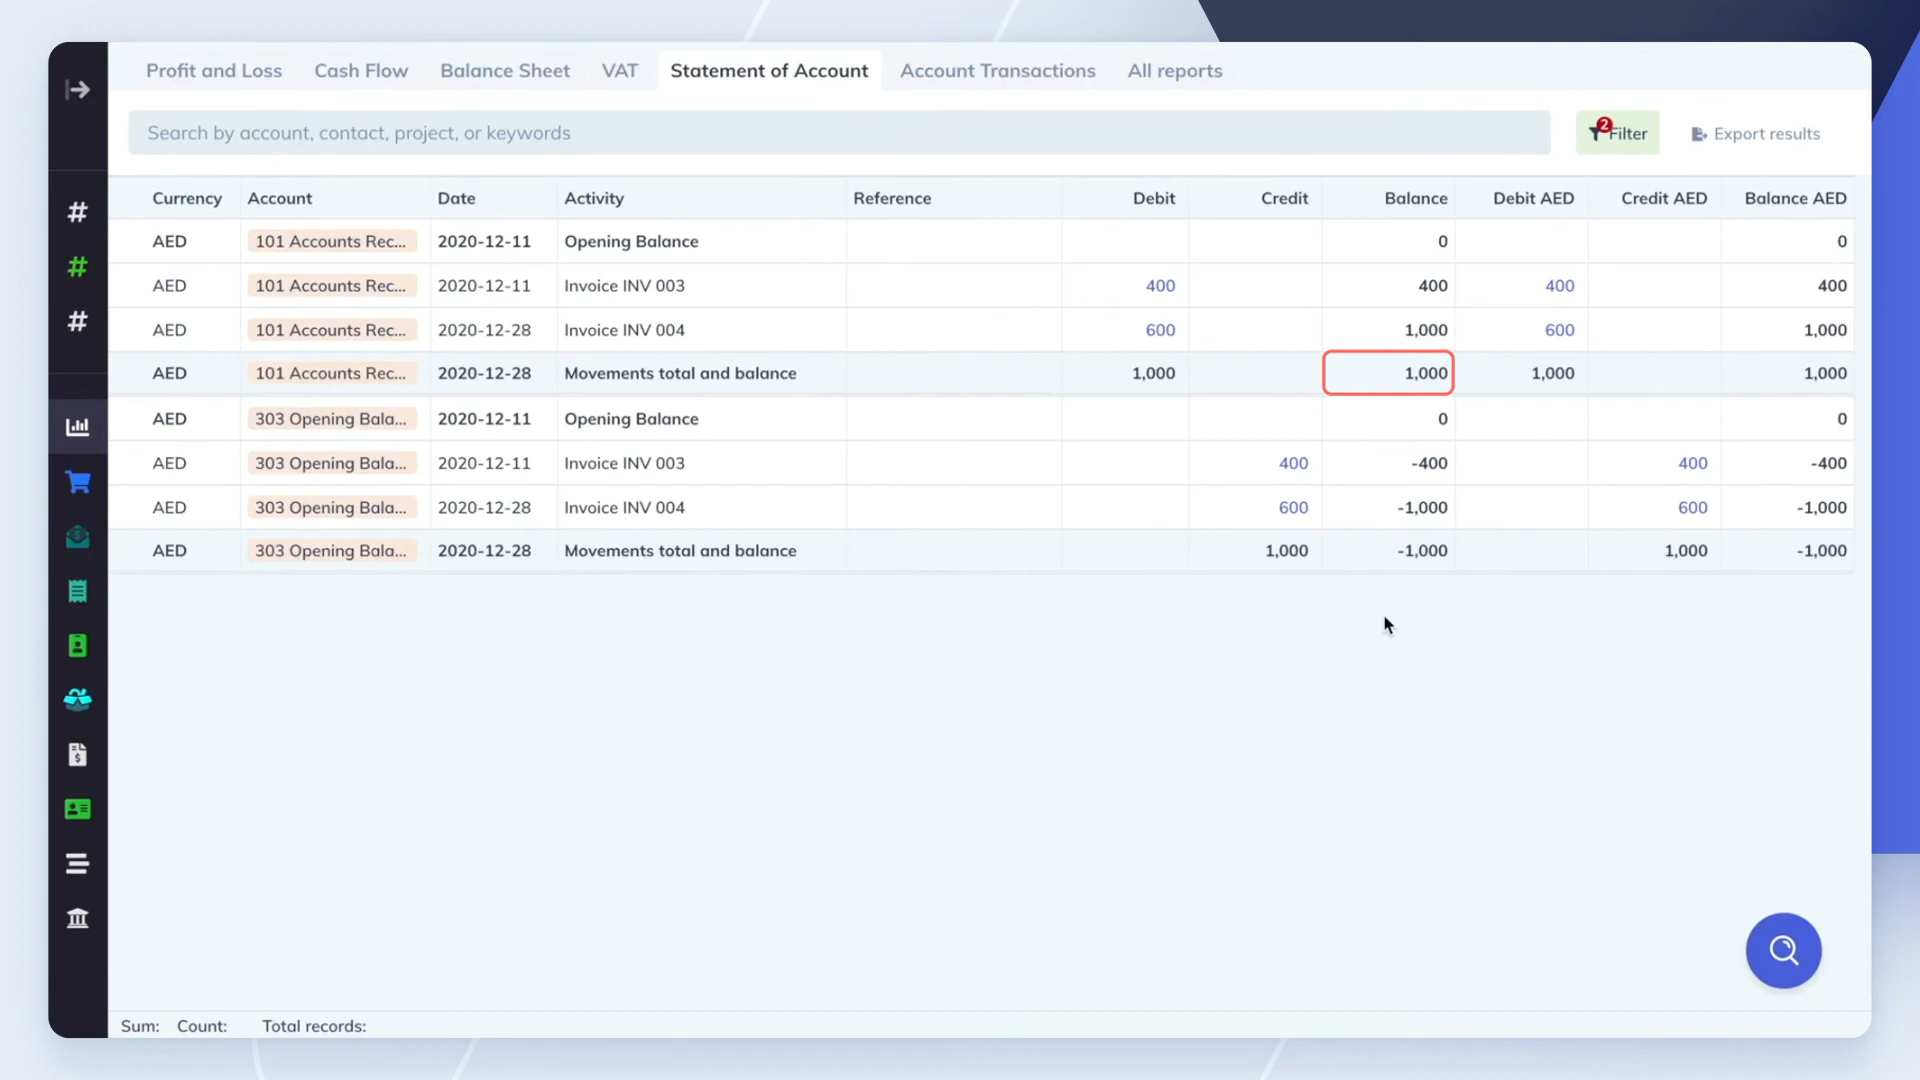 Profit and Loss Cash Flow Balance Sheet VAT Statement of Account Account Transactions All reports
Search by account, contact, project, or keywords 2 Filter Export results
Currency Account Date Activity Reference Debit Credit Balance Debit AED Credit AED Balance AED
AED 101 Accounts Rec... 2020-12-11 Opening Balance 0 0
AED 101 Accounts Rec... 2020-12-11 Invoice INV 003 400 400 400 400
AED 101 Accounts Rec... 2020-12-28 Invoice INV 004 600 1,000 600 1,000
AED 101 Accounts Rec... 2020-12-28 Movements total and balance 1,000 1,000 1,000 1,000
AED 303 Opening Bala... 2020-12-11 Opening Balance 0 0
AED 303 Opening Bala... 2020-12-11 Invoice INV 003 400 -400 400 -400
AED 303 Opening Bala... 2020-12-28 Invoice INV 004 600 -1,000 600 -1,000
AED 303 Opening Bala... 2020-12-28 Movements total and balance 1,000 -1,000 1,000 -1,000
Sum: Count: Total records: